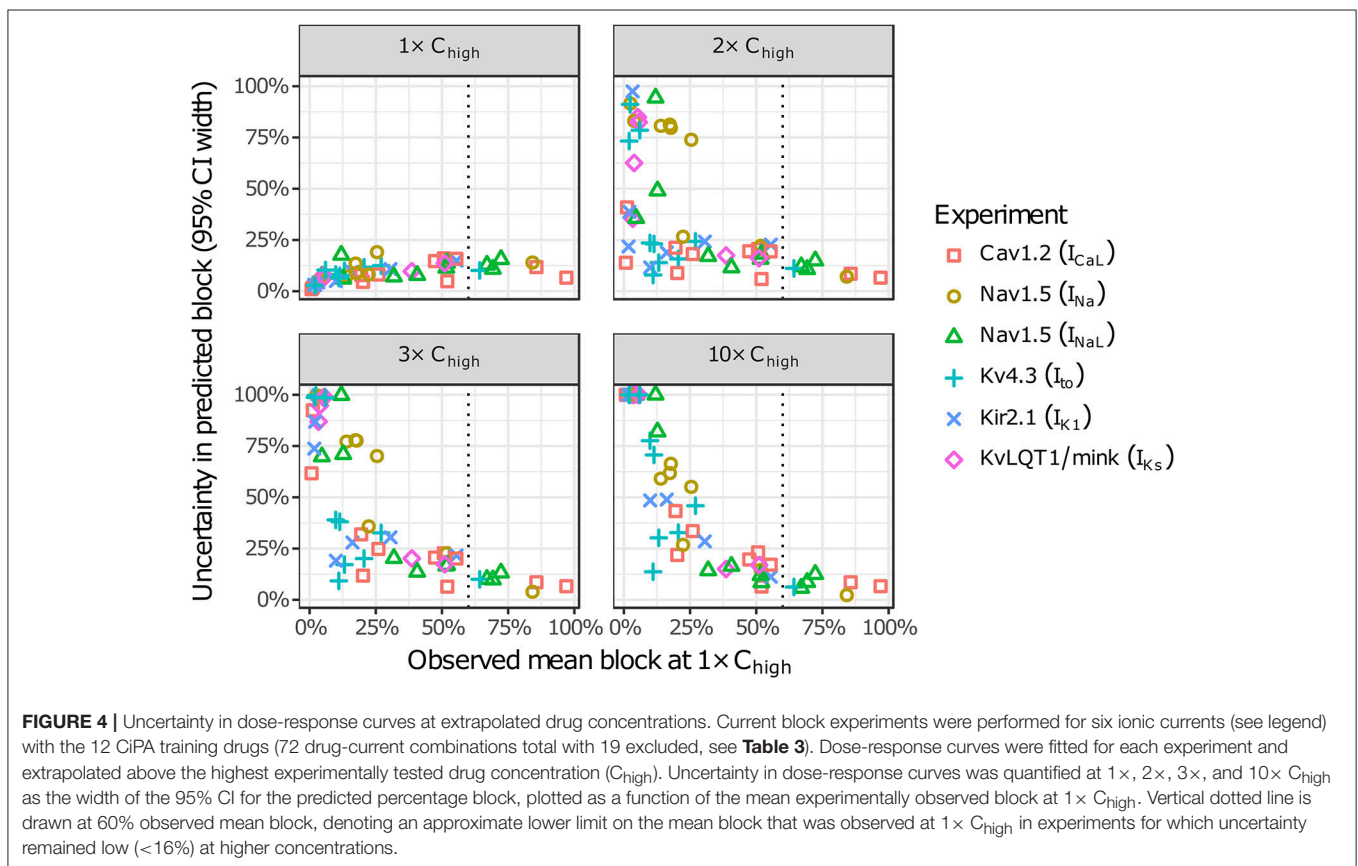 1× C_high
2× C_high
Uncertainty in predicted block (95% CI width)
100%
75%
50%
25%
0%
3× C_high
10× C_high
100%
75%
50%
25%
0%
0% 25% 50% 75% 100% 0% 25% 50% 75% 100%
Observed mean block at 1× C_high
Experiment
Cav1.2 (I_CaL)
Nav1.5 (I_Na)
Nav1.5 (I_NaL)
Kv4.3 (I_to)
Kir2.1 (I_K1)
KvLQT1/mink (I_Ks)
FIGURE 4 | Uncertainty in dose-response curves at extrapolated drug concentrations. Current block experiments were performed for six ionic currents (see legend)
with the 12 CiPA training drugs (72 drug-current combinations total with 19 excluded, see Table 3). Dose-response curves were fitted for each experiment and
extrapolated above the highest experimentally tested drug concentration (C_high). Uncertainty in dose-response curves was quantified at 1×, 2×, 3×, and 10× C_high
as the width of the 95% CI for the predicted percentage block, plotted as a function of the mean experimentally observed block at 1× C_high. Vertical dotted line is
drawn at 60% observed mean block, denoting an approximate lower limit on the mean block that was observed at 1× C_high in experiments for which uncertainty
remained low (<16%) at higher concentrations.